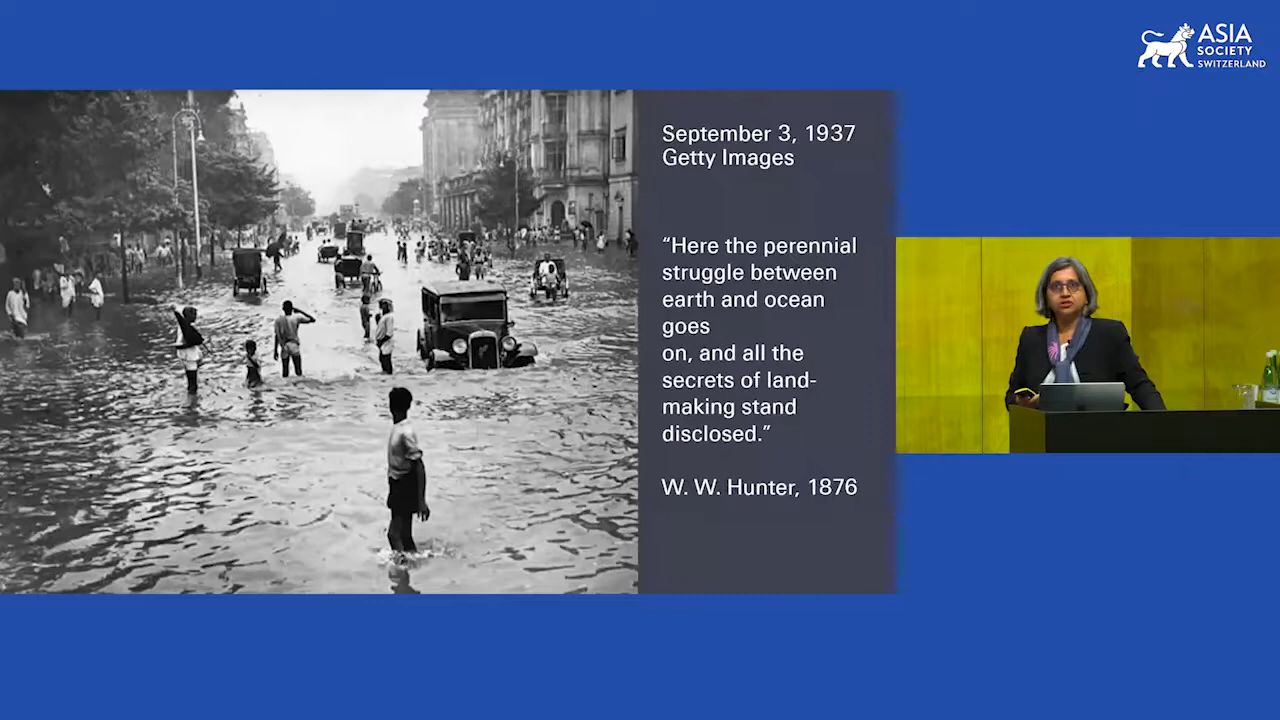 ASIA
SOCIETY
SWITZERLAND
September 3, 1937
Getty Images
“Here the perennial
struggle between
earth and ocean
goes
on, and all the
secrets of land-
making stand
disclosed.”
W. W. Hunter, 1876